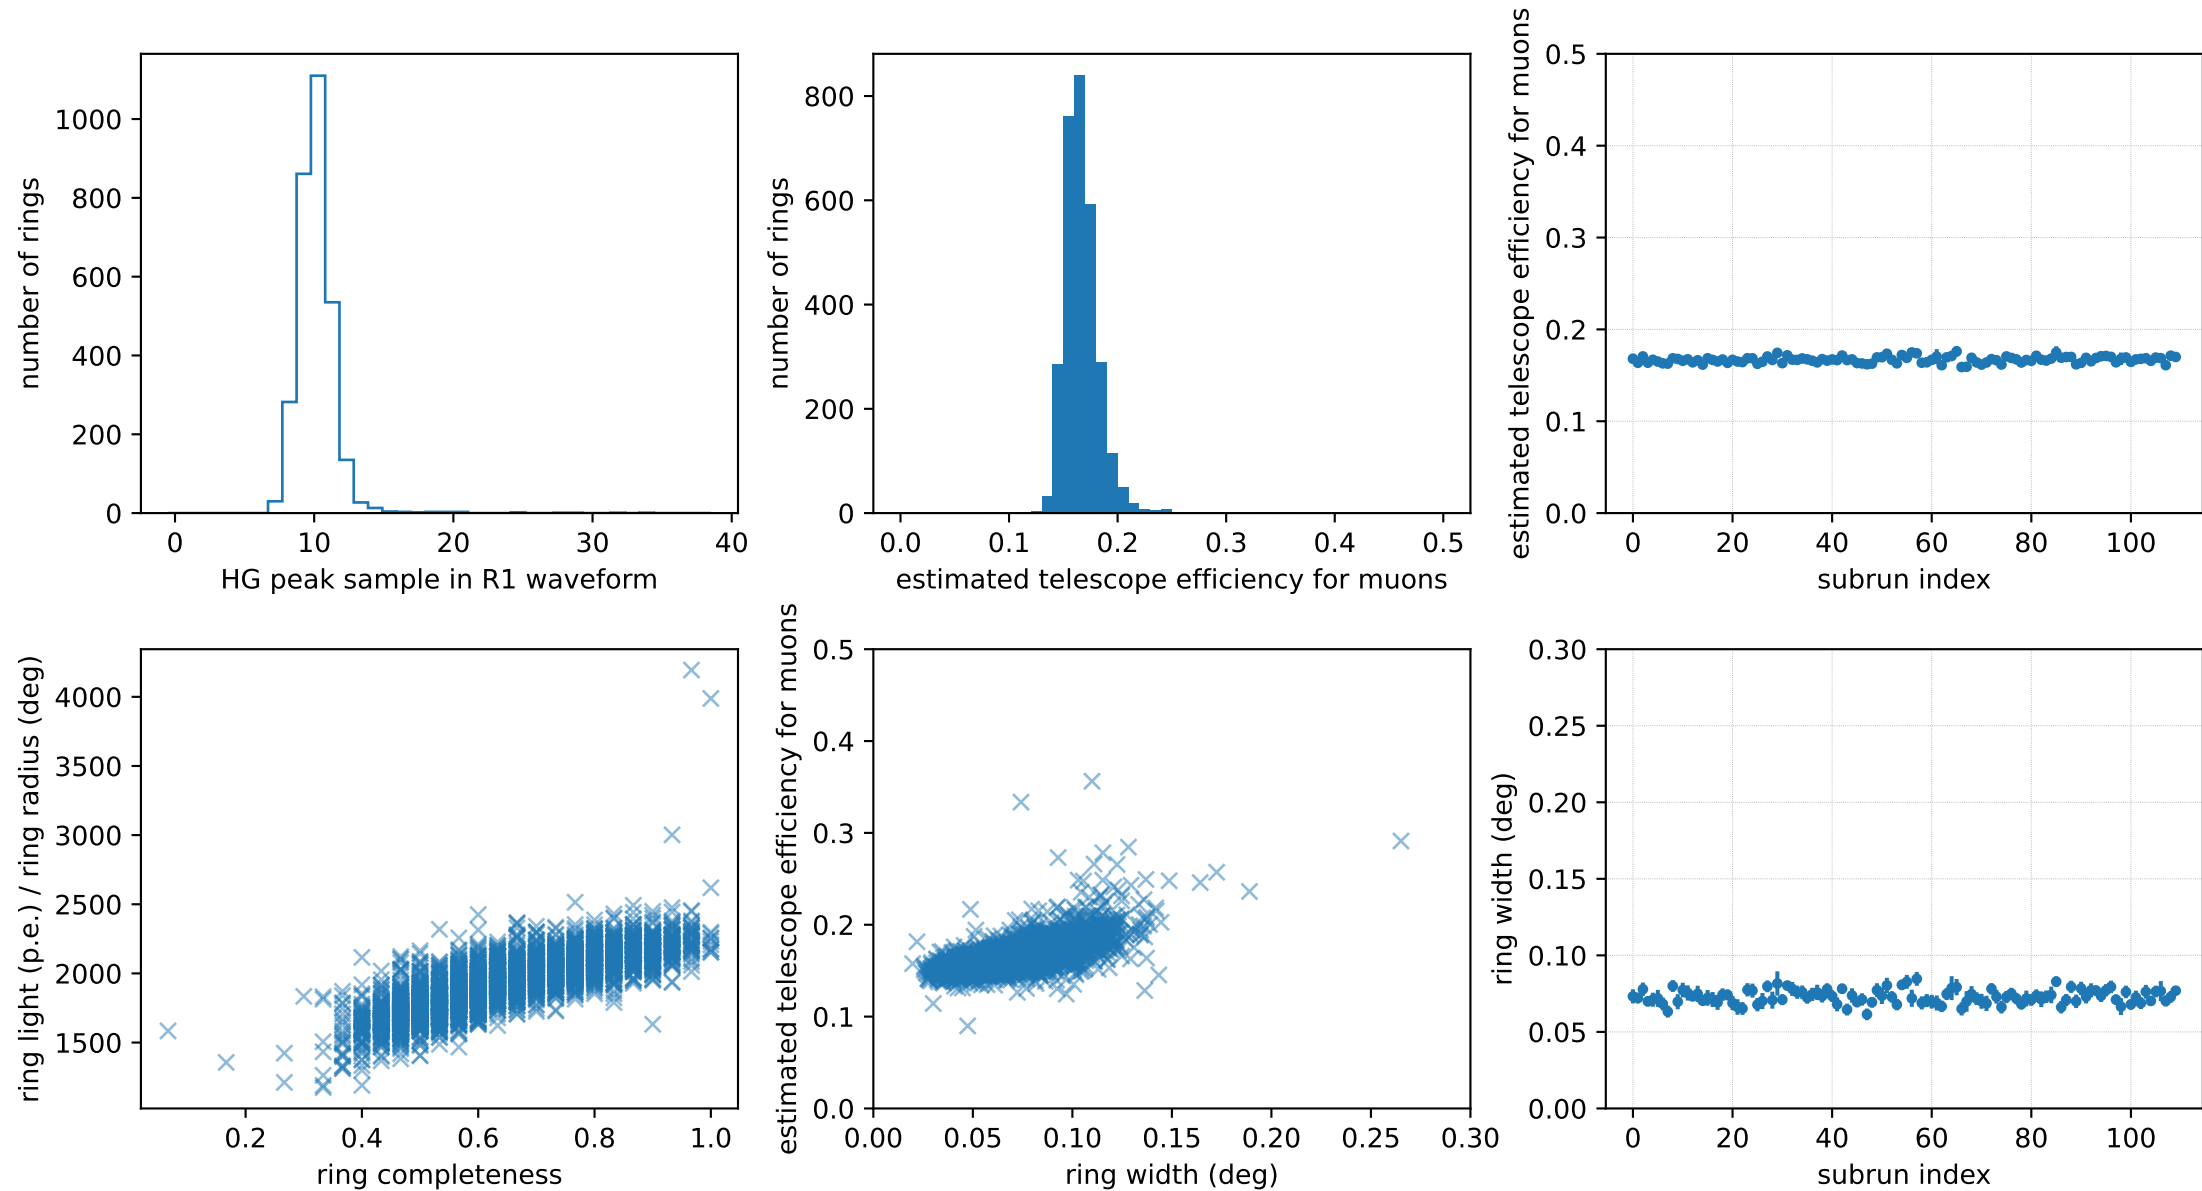 number of rings
1000
800
600
400
200
0
0 10 20 30 40
HG peak sample in R1 waveform
number of rings
800
600
400
200
0
0.0 0.1 0.2 0.3 0.4 0.5
estimated telescope efficiency for muons
estimated telescope efficiency for muons
0.5
0.4
0.3
0.2
0.1
0.0
0 20 40 60 80 100
subrun index
ring light (p.e.) / ring radius (deg)
4000
3500
3000
2500
2000
1500
0.2 0.4 0.6 0.8 1.0
ring completeness
estimated telescope efficiency for muons
0.5
0.4
0.3
0.2
0.1
0.0
0.00 0.05 0.10 0.15 0.20 0.25 0.30
ring width (deg)
ring width (deg)
0.30
0.25
0.20
0.15
0.10
0.05
0.00
0 20 40 60 80 100
subrun index